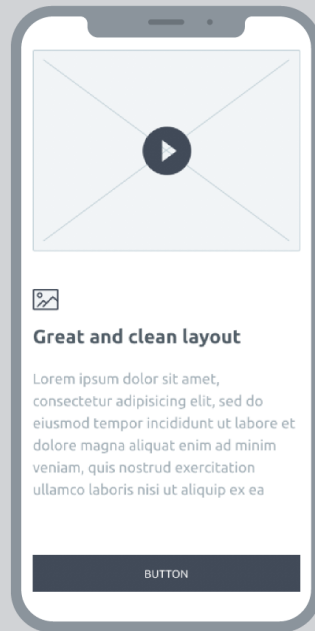 Great and clean layout
Lorem ipsum dolor sit amet,
consectetur adipisicing elit, sed do
eiusmod tempor incididunt ut labore et
dolore magna aliquat enim ad minim
veniam, quis nostrud exercitation
ullamco laboris nisi ut aliquip ex ea
BUTTON